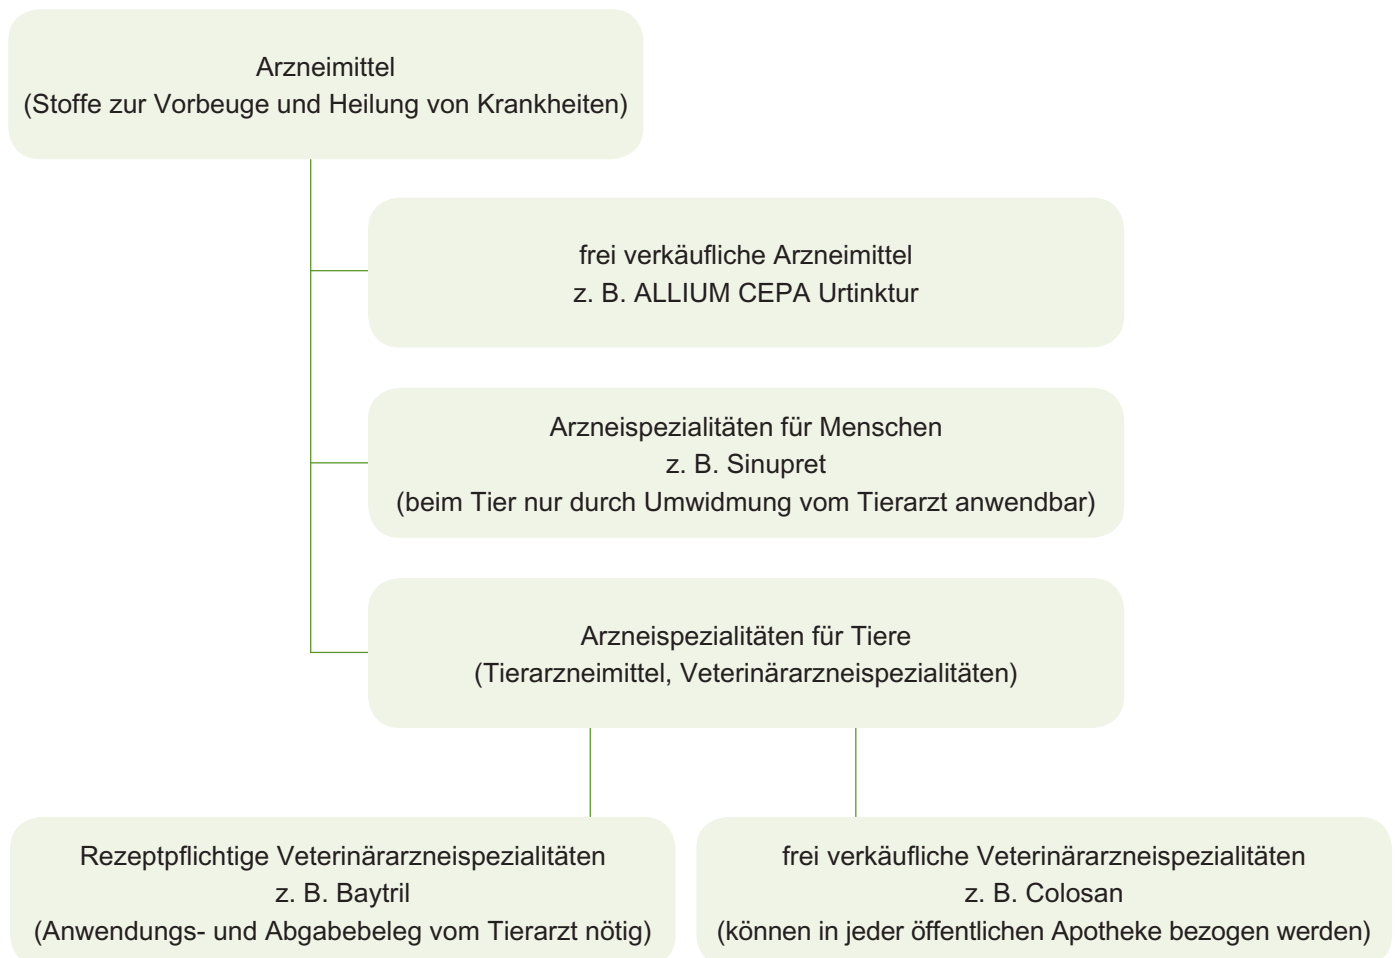 Arzneimittel
(Stoffe zur Vorbeuge und Heilung von Krankheiten)
frei verkäufliche Arzneimittel
z. B. ALLIUM CEPA Urtinktur
Arzneispezialitäten für Menschen
z. B. Sinupret
(beim Tier nur durch Umwidmung vom Tierarzt anwendbar)
Arzneispezialitäten für Tiere
(Tierarzneimittel, Veterinärarzneispezialitäten)
Rezeptpflichtige Veterinärarzneispezialitäten
z. B. Baytril
(Anwendungs- und Abgabebeleg vom Tierarzt nötig)
frei verkäufliche Veterinärarzneispezialitäten
z. B. Colosan
(können in jeder öffentlichen Apotheke bezogen werden)